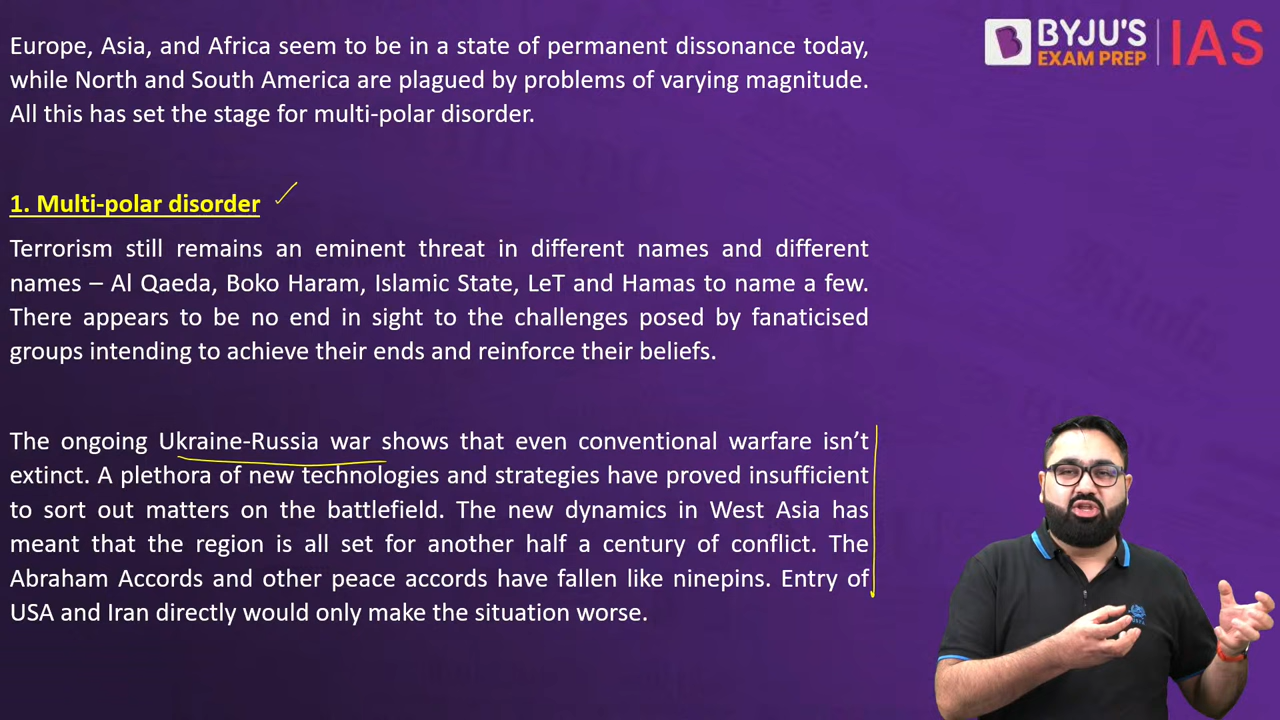 Europe, Asia, and Africa seem to be in a state of permanent dissonance today,
while North and South America are plagued by problems of varying magnitude.
All this has set the stage for multi-polar disorder.
BYJU'S
EXAM PREP
IAS
1. Multi-polar disorder
Terrorism still remains an eminent threat in different names and different
names – Al Qaeda, Boko Haram, Islamic State, LeT and Hamas to name a few.
There appears to be no end in sight to the challenges posed by fanaticised
groups intending to achieve their ends and reinforce their beliefs.
The ongoing Ukraine-Russia war shows that even conventional warfare isn't
extinct. A plethora of new technologies and strategies have proved insufficient
to sort out matters on the battlefield. The new dynamics in West Asia has
meant that the region is all set for another half a century of conflict. The
Abraham Accords and other peace accords have fallen like ninepins. Entry of
USA and Iran directly would only make the situation worse.